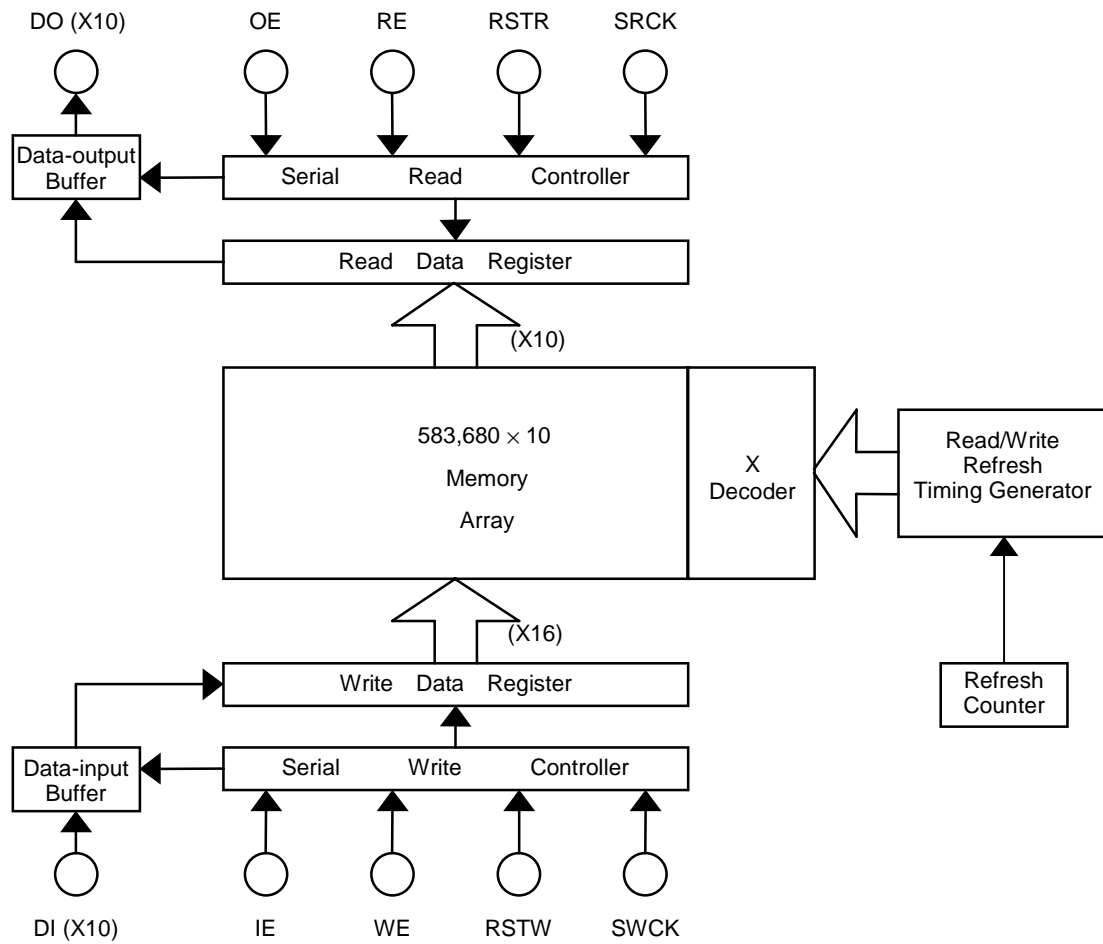 DO (X10) OE RE RSTR SRCK
Data-output
Buffer
Serial Read Controller
Read Data Register
(X10)
583,680 × 10
Memory
Array
X
Decoder
Read/Write
Refresh
Timing Generator
(X16)
Write Data Register
Refresh
Counter
Data-input
Buffer
Serial Write Controller
DI (X10) IE WE RSTW SWCK